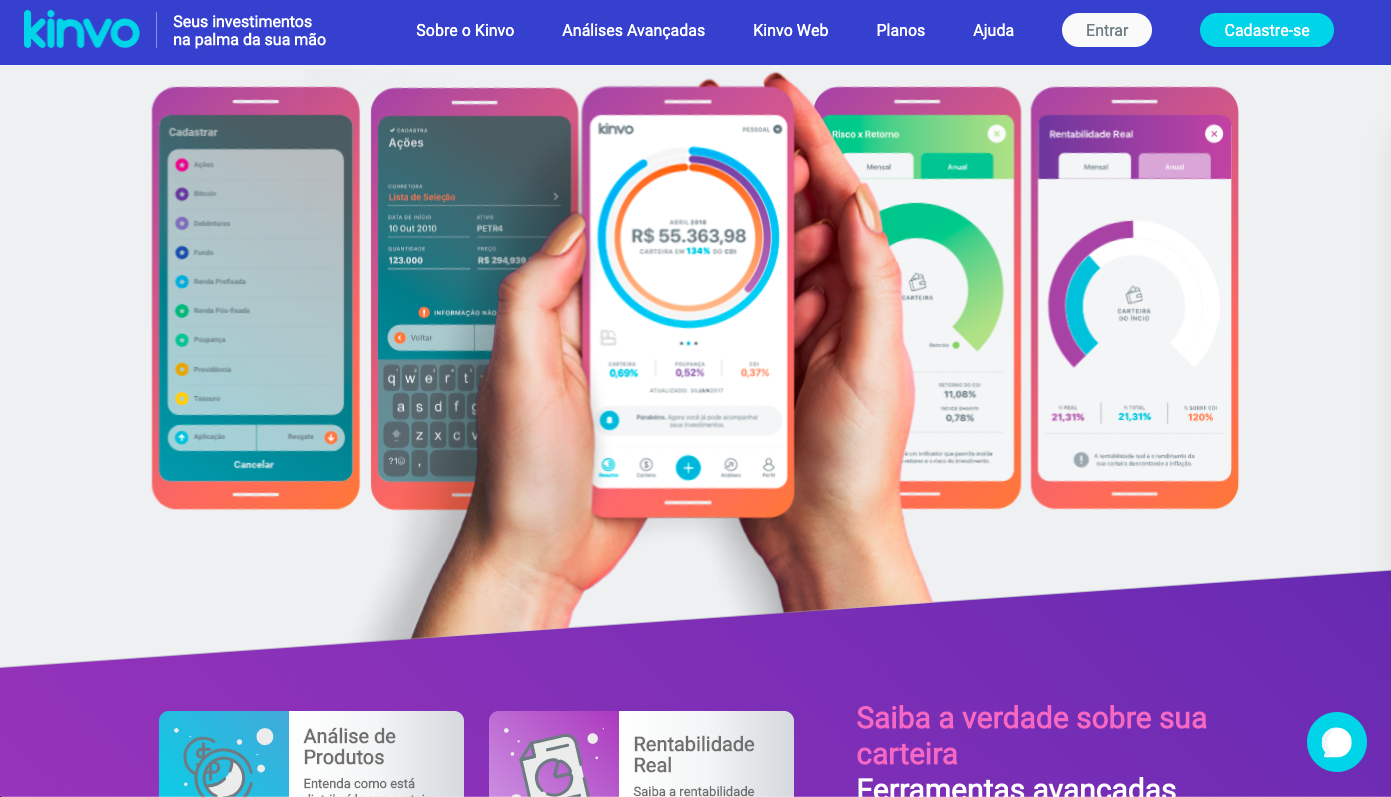 kinvo
Seus investimentos
na palma da sua mão
Sobre o Kinvo
Análises Avançadas
Kinvo Web
Planos
Ajuda
Entrar
Cadastre-se
Cadastrar
Ações
Bitcoin
Debêntures
Fundo
Renda Prefixada
Renda Pós-fixada
Poupança
Previdência
Tesouro
Aplicação
Resgate
Cancelar
CADASTRA
Ações
CORRETORA
Lista de Seleção
DATA DE INÍCIO
ATIVO
10 Out 2010
PETR4
QUANTIDADE
PREÇO
123.000
R$ 294,939
INFORMAÇÃO NÃO
Voltar
q w e r t
a s d f g
z x c v
?1☺ ,
kinvo
PESSOAL
ABRIL 2018
R$ 55.363,98
CARTEIRA EM 134% DO CDI
CARTEIRA
POUPANÇA
CDI
0,69%
0,52%
0,37%
ATUALIZADO: 30JAN2017
Parabéins. Agora você já pode acompanhar
seus investimentos.
Resumo
Carteira
Análises
Perfil
Risco x Retorno
Mensal
Anual
CARTEIRA
Retorno
RETORNO DO CDI
11,08%
ÍNDICE SHARPE
0,78%
é um indicador que permite avaliar
o retorno e o risco do investimento.
Rentabilidade Real
Mensal
Anual
CARTEIRA
DO ÍNCIO
% REAL
% TOTAL
% SOBRE CDI
21,31%
21,31%
120%
A rentabilidade real é o rendimento da
sua carteira descontando a inflação.
Análise de
Produtos
Entenda como está
Rentabilidade
Real
Saiba a rentabilidade
Saiba a verdade sobre sua
carteira
Ferramentas avançadas